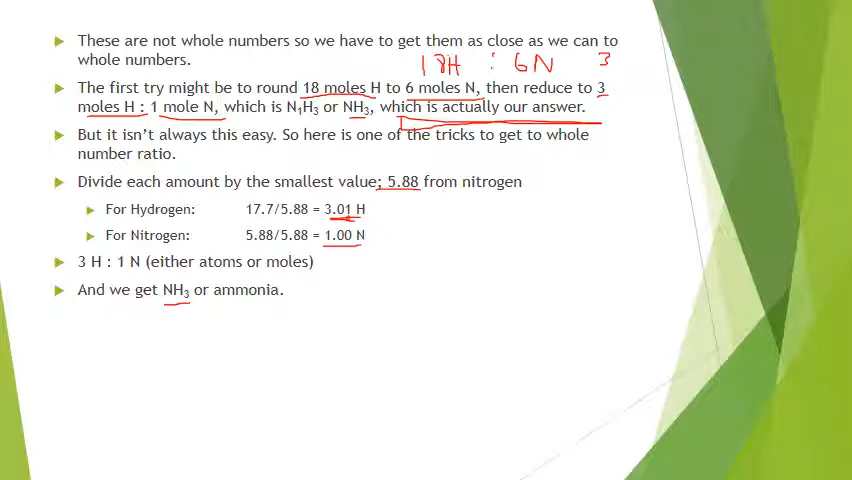 These are not whole numbers so we have to get them as close as we can to
whole numbers.
18H : 6N 3
The first try might be to round 18 moles H to 6 moles N, then reduce to 3
moles H : 1 mole N, which is N₁H₃ or NH₃, which is actually our answer.
But it isn't always this easy. So here is one of the tricks to get to whole
number ratio.
Divide each amount by the smallest value; 5.88 from nitrogen
For Hydrogen: 17.7/5.88 = 3.01 H
For Nitrogen: 5.88/5.88 = 1.00 N
3 H : 1 N (either atoms or moles)
And we get NH₃ or ammonia.